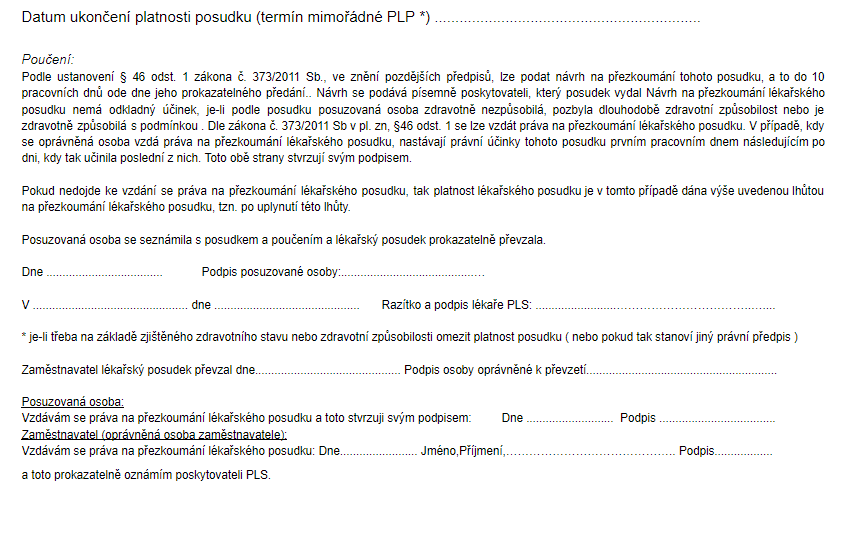 Datum ukončení platnosti posudku (termín mimořádné PLP *) ................................................................
Poučení:
Podle ustanovení § 46 odst. 1 zákona č. 373/2011 Sb., ve znění pozdějších předpisů, lze podat návrh na přezkoumání tohoto posudku, a to do 10
pracovních dnů ode dne jeho prokazatelného předání.. Návrh se podává písemně poskytovateli, který posudek vydal Návrh na přezkoumání lékařského
posudku nemá odkladný účinek, je-li podle posudku posuzovaná osoba zdravotně nezpůsobilá, pozbyla dlouhodobě zdravotní způsobilost nebo je
zdravotně způsobilá s podmínkou . Dle zákona č. 373/2011 Sb v pl. zn, §46 odst. 1 se lze vzdát práva na přezkoumání lékařského posudku. V případě, kdy
se oprávněná osoba vzdá práva na přezkoumání lékařského posudku, nastávají právní účinky tohoto posudku prvním pracovním dnem následujícím po
dni, kdy tak učinila poslední z nich. Toto obě strany stvrzují svým podpisem.
Pokud nedojde ke vzdání se práva na přezkoumání lékařského posudku, tak platnost lékařského posudku je v tomto případě dána výše uvedenou lhůtou
na přezkoumání lékařského posudku, tzn. po uplynutí této lhůty.
Posuzovaná osoba se seznámila s posudkem a poučením a lékařský posudek prokazatelně převzala.
Dne ................................... Podpis posuzované osoby:............................................
V ............................................... dne ............................................ Razítko a podpis lékaře PLS: ..........................................................................
* je-li třeba na základě zjištěného zdravotního stavu nebo zdravotní způsobilosti omezit platnost posudku ( nebo pokud tak stanoví jiný právní předpis )
Zaměstnavatel lékařský posudek převzal dne............................................ Podpis osoby oprávněné k převzetí..........................................................
Posuzovaná osoba:
Vzdávám se práva na přezkoumání lékařského posudku a toto stvrzuji svým podpisem: Dne ........................... Podpis ...................................
Zaměstnavatel (oprávněná osoba zaměstnavatele):
Vzdávám se práva na přezkoumání lékařského posudku: Dne........................ Jméno,Příjmení,................................................ Podpis..................
a toto prokazatelně oznámím poskytovateli PLS.